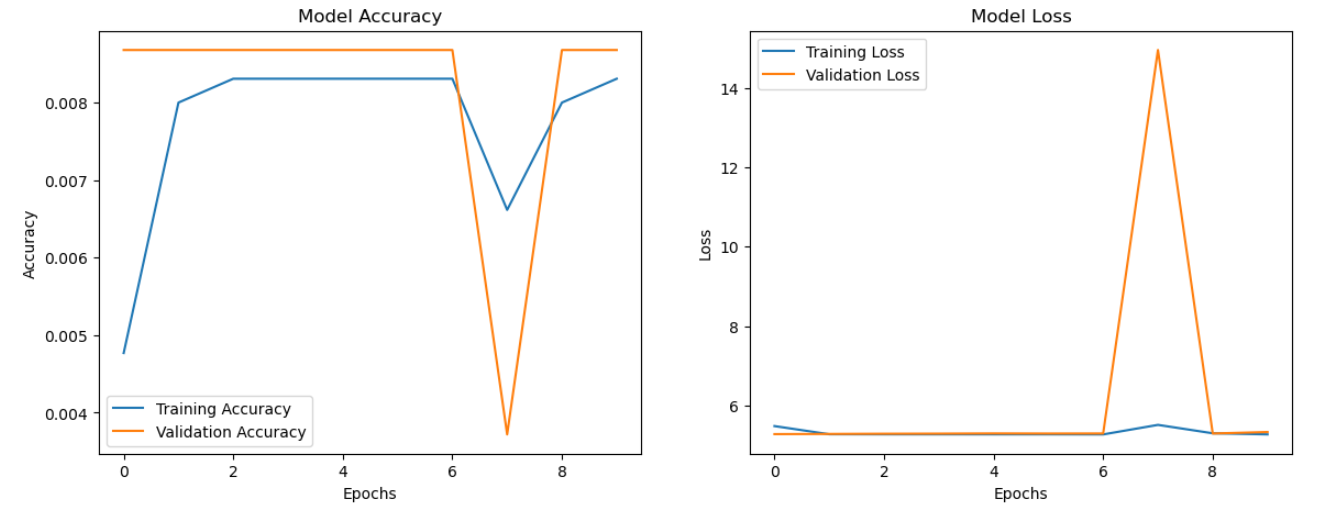 Model Accuracy
Accuracy
0.008
0.007
0.006
0.005
0.004
Training Accuracy
Validation Accuracy
0 2 4 6 8
Epochs
Model Loss
Loss
14
12
10
8
6
Training Loss
Validation Loss
0 2 4 6 8
Epochs